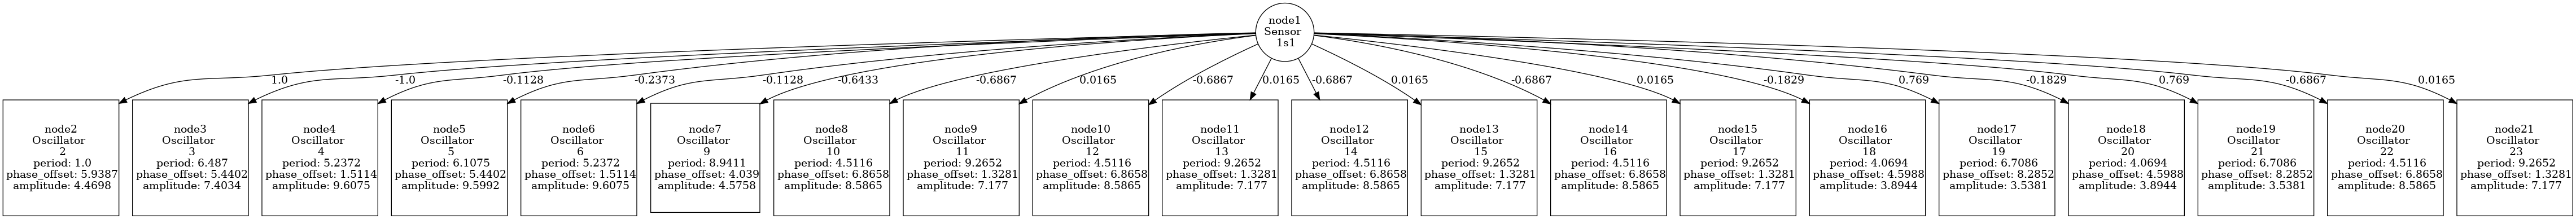 node1
Sensor
1s1
1.0
-1.0
-0.1128
-0.2373
-0.1128
-0.6433
-0.6867
0.0165
-0.6867
0.0165
-0.6867
0.0165
-0.6867
0.0165
-0.1829
0.769
-0.1829
0.769
-0.6867
0.0165
node2
Oscillator
2
period: 1.0
phase_offset: 5.9387
amplitude: 4.4698
node3
Oscillator
3
period: 6.487
phase_offset: 5.4402
amplitude: 7.4034
node4
Oscillator
4
period: 5.2372
phase_offset: 1.5114
amplitude: 9.6075
node5
Oscillator
5
period: 6.1075
phase_offset: 5.4402
amplitude: 9.5992
node6
Oscillator
6
period: 5.2372
phase_offset: 1.5114
amplitude: 9.6075
node7
Oscillator
9
period: 8.9411
phase_offset: 4.039
amplitude: 4.5758
node8
Oscillator
10
period: 4.5116
phase_offset: 6.8658
amplitude: 8.5865
node9
Oscillator
11
period: 9.2652
phase_offset: 1.3281
amplitude: 7.177
node10
Oscillator
12
period: 4.5116
phase_offset: 6.8658
amplitude: 8.5865
node11
Oscillator
13
period: 9.2652
phase_offset: 1.3281
amplitude: 7.177
node12
Oscillator
14
period: 4.5116
phase_offset: 6.8658
amplitude: 8.5865
node13
Oscillator
15
period: 9.2652
phase_offset: 1.3281
amplitude: 7.177
node14
Oscillator
16
period: 4.5116
phase_offset: 6.8658
amplitude: 8.5865
node15
Oscillator
17
period: 9.2652
phase_offset: 1.3281
amplitude: 7.177
node16
Oscillator
18
period: 4.0694
phase_offset: 4.5988
amplitude: 3.8944
node17
Oscillator
19
period: 6.7086
phase_offset: 8.2852
amplitude: 3.5381
node18
Oscillator
20
period: 4.0694
phase_offset: 4.5988
amplitude: 3.8944
node19
Oscillator
21
period: 6.7086
phase_offset: 8.2852
amplitude: 3.5381
node20
Oscillator
22
period: 4.5116
phase_offset: 6.8658
amplitude: 8.5865
node21
Oscillator
23
period: 9.2652
phase_offset: 1.3281
amplitude: 7.177